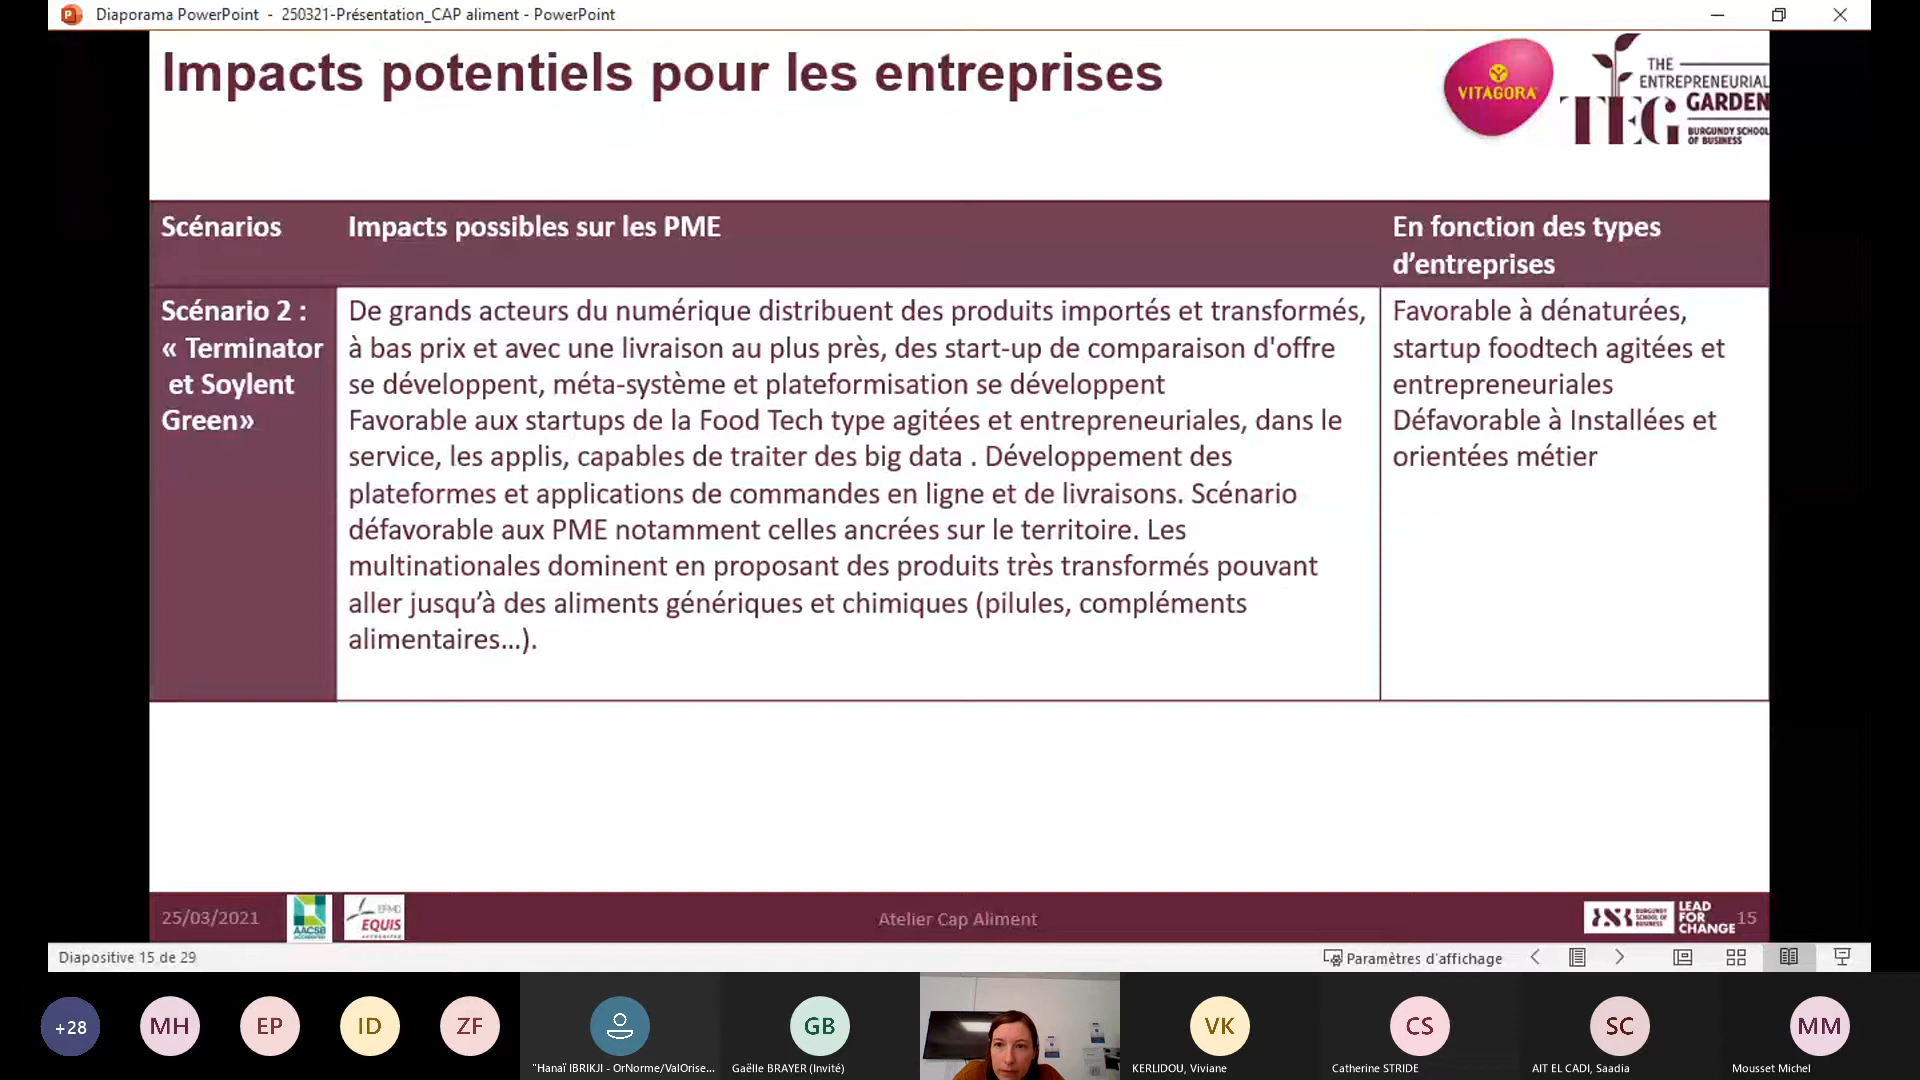 Diaporama PowerPoint - 250321-Présentation_CAP aliment - PowerPoint
Impacts potentiels pour les entreprises
VITAGORA
THE
ENTREPRENEURIAL
GARDEN
TEG
BURGUNDY SCHOOL
OF BUSINESS
Scénarios
Impacts possibles sur les PME
En fonction des types
d’entreprises
Scénario 2 :
« Terminator
et Soylent
Green»
De grands acteurs du numérique distribuent des produits importés et transformés,
à bas prix et avec une livraison au plus près, des start-up de comparaison d'offre
se développent, méta-système et plateformisation se développent
Favorable aux startups de la Food Tech type agitées et entrepreneuriales, dans le
service, les applis, capables de traiter des big data . Développement des
plateformes et applications de commandes en ligne et de livraisons. Scénario
défavorable aux PME notamment celles ancrées sur le territoire. Les
multinationales dominent en proposant des produits très transformés pouvant
aller jusqu’à des aliments génériques et chimiques (pilules, compléments
alimentaires…).
Favorable à dénaturées,
startup foodtech agitées et
entrepreneuriales
Défavorable à Installées et
orientées métier
25/03/2021
AACSB
EFMD
EQUIS
Atelier Cap Aliment
BURGUNDY
SCHOOL OF
BUSINESS
LEAD
FOR
CHANGE
15
Diapositive 15 de 29
Paramètres d'affichage
+28
MH
EP
ID
ZF
"Hanaï IBRIKJI - OrNorme/ValOrise...
GB
Gaëlle BRAYER (Invité)
VK
KERLIDOU, Viviane
CS
Catherine STRIDE
SC
AIT EL CADI, Saadia
MM
Mousset Michel